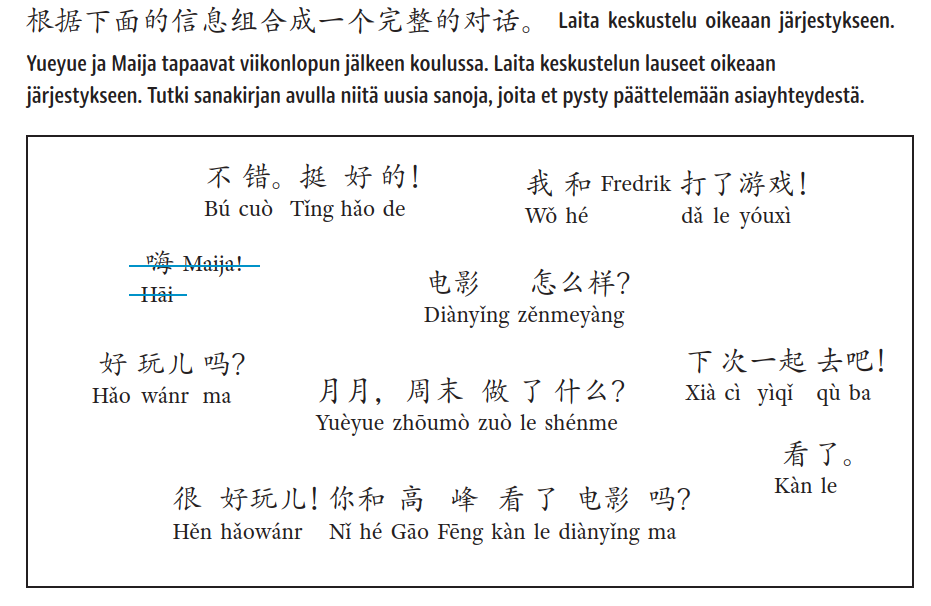 根据下面的信息组合成一个完整的对话。 Laita keskustelu oikeaan järjestykseen.
Yueyue ja Maija tapaavat viikonlopun jälkeen koulussa. Laita keskustelun lauseet oikeaan
järjestykseen. Tutki sanakirjan avulla niitä uusia sanoja, joita et pysty päättelemään asiayhteydestä.
不错。挺好的!
Bú cuò Tǐng hǎo de
我和 Fredrik 打了游戏!
Wǒ hé dǎ le yóuxì
嗨 Maija!
Hāi
电影 怎么样?
Diànyǐng zěnmeyàng
好玩儿吗?
Hǎo wánr ma
下次一起去吧!
Xià cì yìqǐ qù ba
月月，周末做了什么?
Yuèyue zhōumò zuò le shénme
看了。
Kàn le
很好玩儿!你和高峰看了电影吗?
Hěn hǎowánr Nǐ hé Gāo Fēng kàn le diànyǐng ma